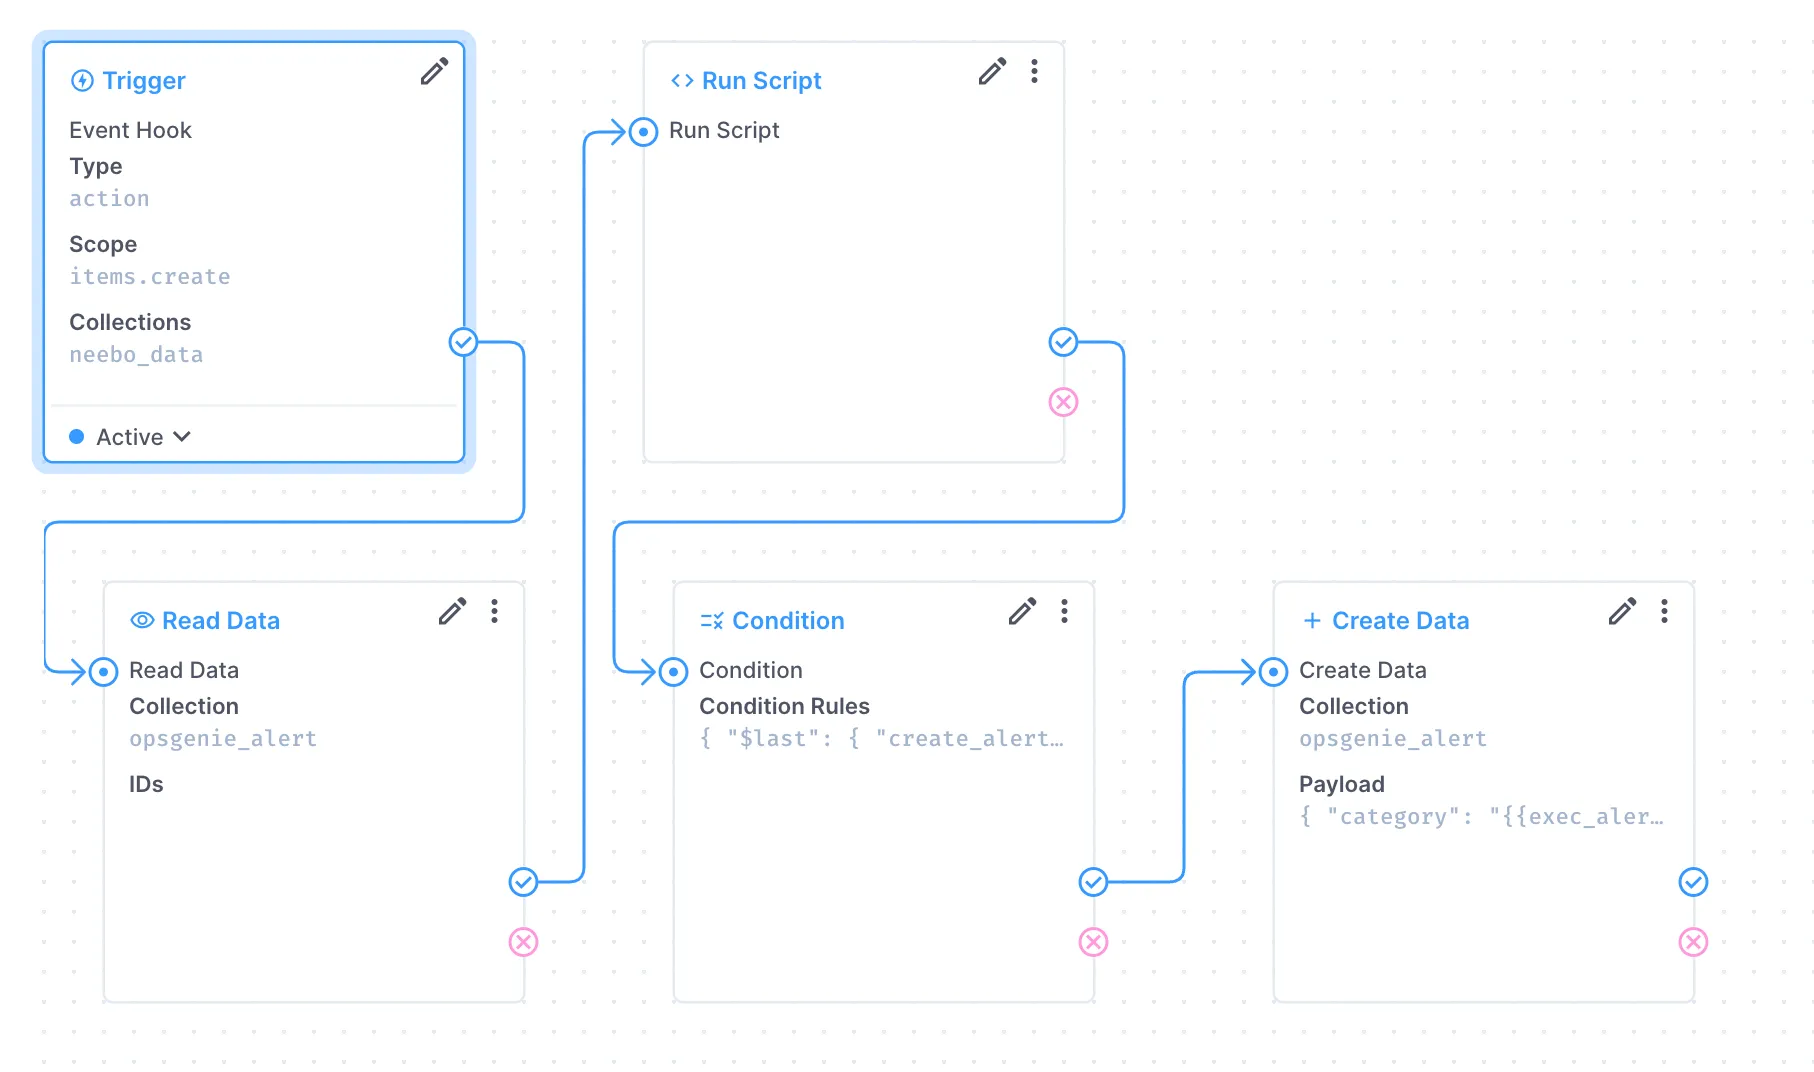 Trigger
Event Hook
Type
action
Scope
items.create
Collections
neebo_data
Active
Run Script
Run Script
Read Data
Read Data
Collection
opsgenie_alert
IDs
Condition
Condition
Condition Rules
{ "$last": { "create_alert…
Create Data
Create Data
Collection
opsgenie_alert
Payload
{ "category": "{{exec_aler…